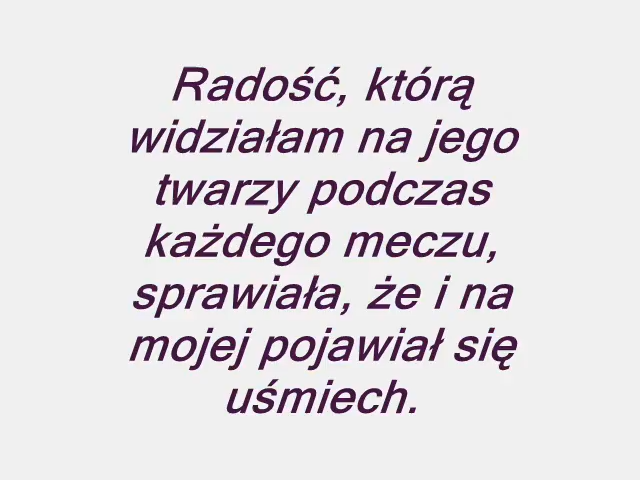 Radość, którą
widziałam na jego
twarzy podczas
każdego meczu,
sprawiała, że i na
mojej pojawiał się
uśmiech.